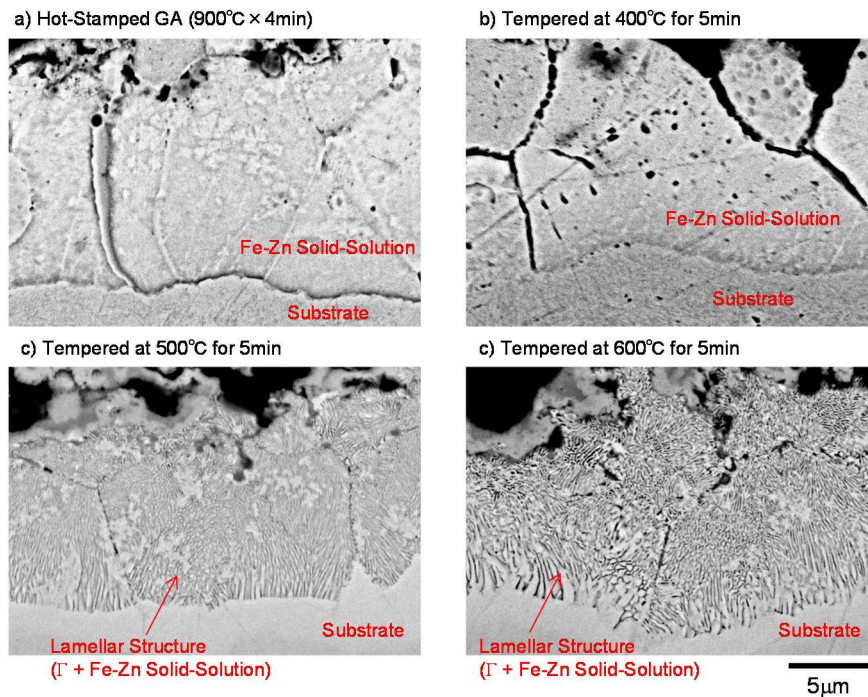 a) Hot-Stamped GA (900℃ × 4min)
b) Tempered at 400℃ for 5min
Fe-Zn Solid-Solution
Substrate
Fe-Zn Solid-Solution
Substrate
c) Tempered at 500℃ for 5min
c) Tempered at 600℃ for 5min
Substrate
Lamellar Structure
(Γ + Fe-Zn Solid-Solution)
Substrate
Lamellar Structure
(Γ + Fe-Zn Solid-Solution)
5μm